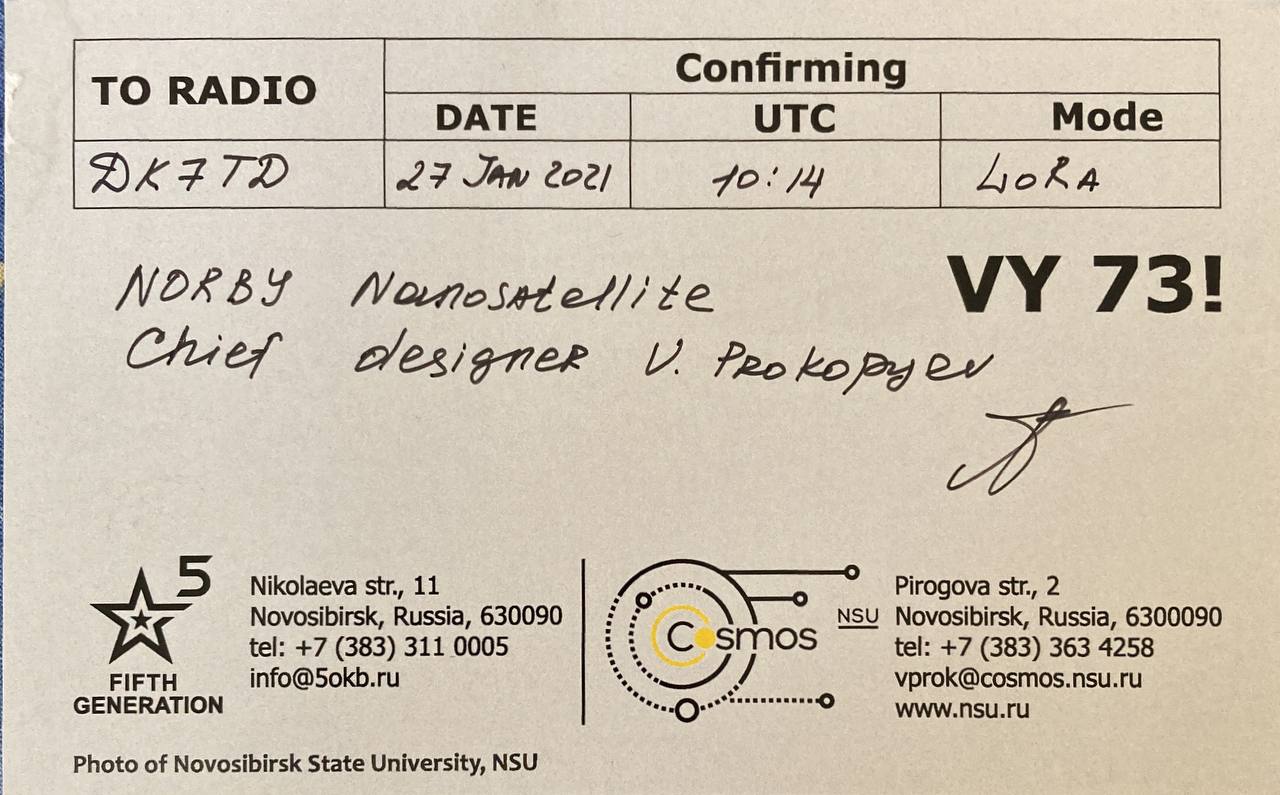 TO RADIO
Confirming
DATE UTC Mode
DK7TD 27 JAN 2021 10:14 LoRA
NORBY Nanosatellite
VY 73!
Chief designer V. Prokopyev
5
FIFTH
GENERATION
Nikolaeva str., 11
Novosibirsk, Russia, 630090
tel: +7 (383) 311 0005
info@5okb.ru
Cosmos
NSU
Pirogova str., 2
Novosibirsk, Russia, 6300090
tel: +7 (383) 363 4258
vprok@cosmos.nsu.ru
www.nsu.ru
Photo of Novosibirsk State University, NSU